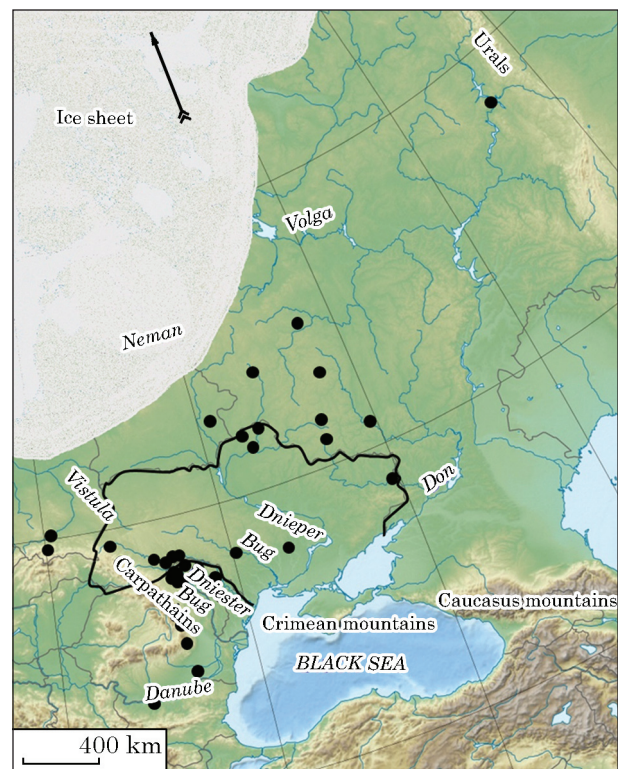 Urals
Ice sheet
Volga
Neman
Vistula
Don
Dnieper
Bug
Dniester
Bug
Carpathains
Caucasus mountains
Crimean mountains
BLACK SEA
Danube
400 km